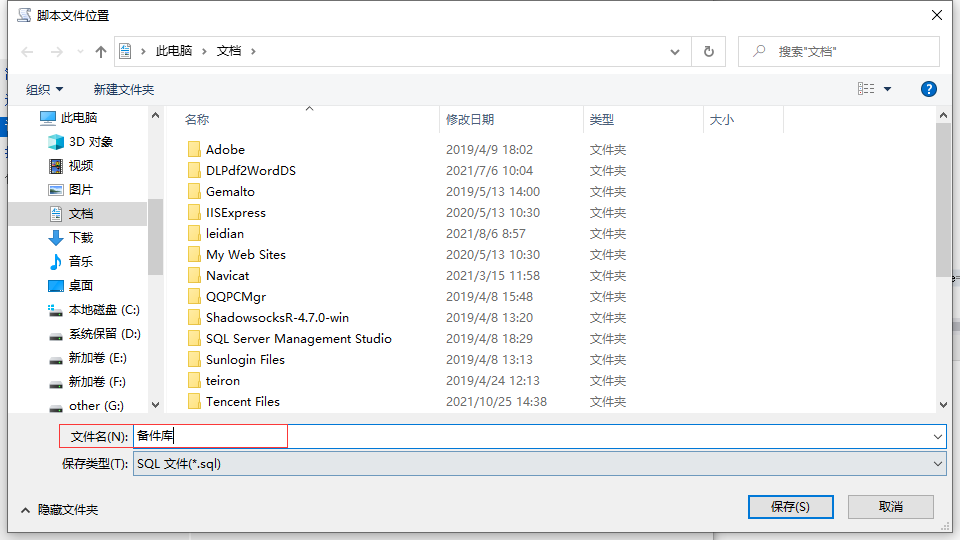 脚本文件位置
此电脑 文档
搜索"文档"
组织 新建文件夹
此电脑
3D 对象
视频
图片
文档
下载
音乐
桌面
本地磁盘 (C:)
系统保留 (D:)
新加卷 (E:)
新加卷 (F:)
other (G:)
名称 修改日期 类型 大小
Adobe 2019/4/9 18:02 文件夹
DLPdf2WordDS 2021/7/6 10:04 文件夹
Gemalto 2019/5/13 14:00 文件夹
IISExpress 2020/5/13 10:30 文件夹
leidian 2021/8/6 8:57 文件夹
My Web Sites 2020/5/13 10:30 文件夹
Navicat 2021/3/15 11:58 文件夹
QQPCMgr 2019/4/8 15:48 文件夹
ShadowsocksR-4.7.0-win 2019/4/8 13:20 文件夹
SQL Server Management Studio 2019/4/8 18:29 文件夹
Sunlogin Files 2019/4/8 13:13 文件夹
teiron 2019/4/24 12:13 文件夹
Tencent Files 2021/10/25 14:38 文件夹
文件名(N): 备件库
保存类型(T): SQL 文件(*.sql)
隐藏文件夹 保存(S) 取消